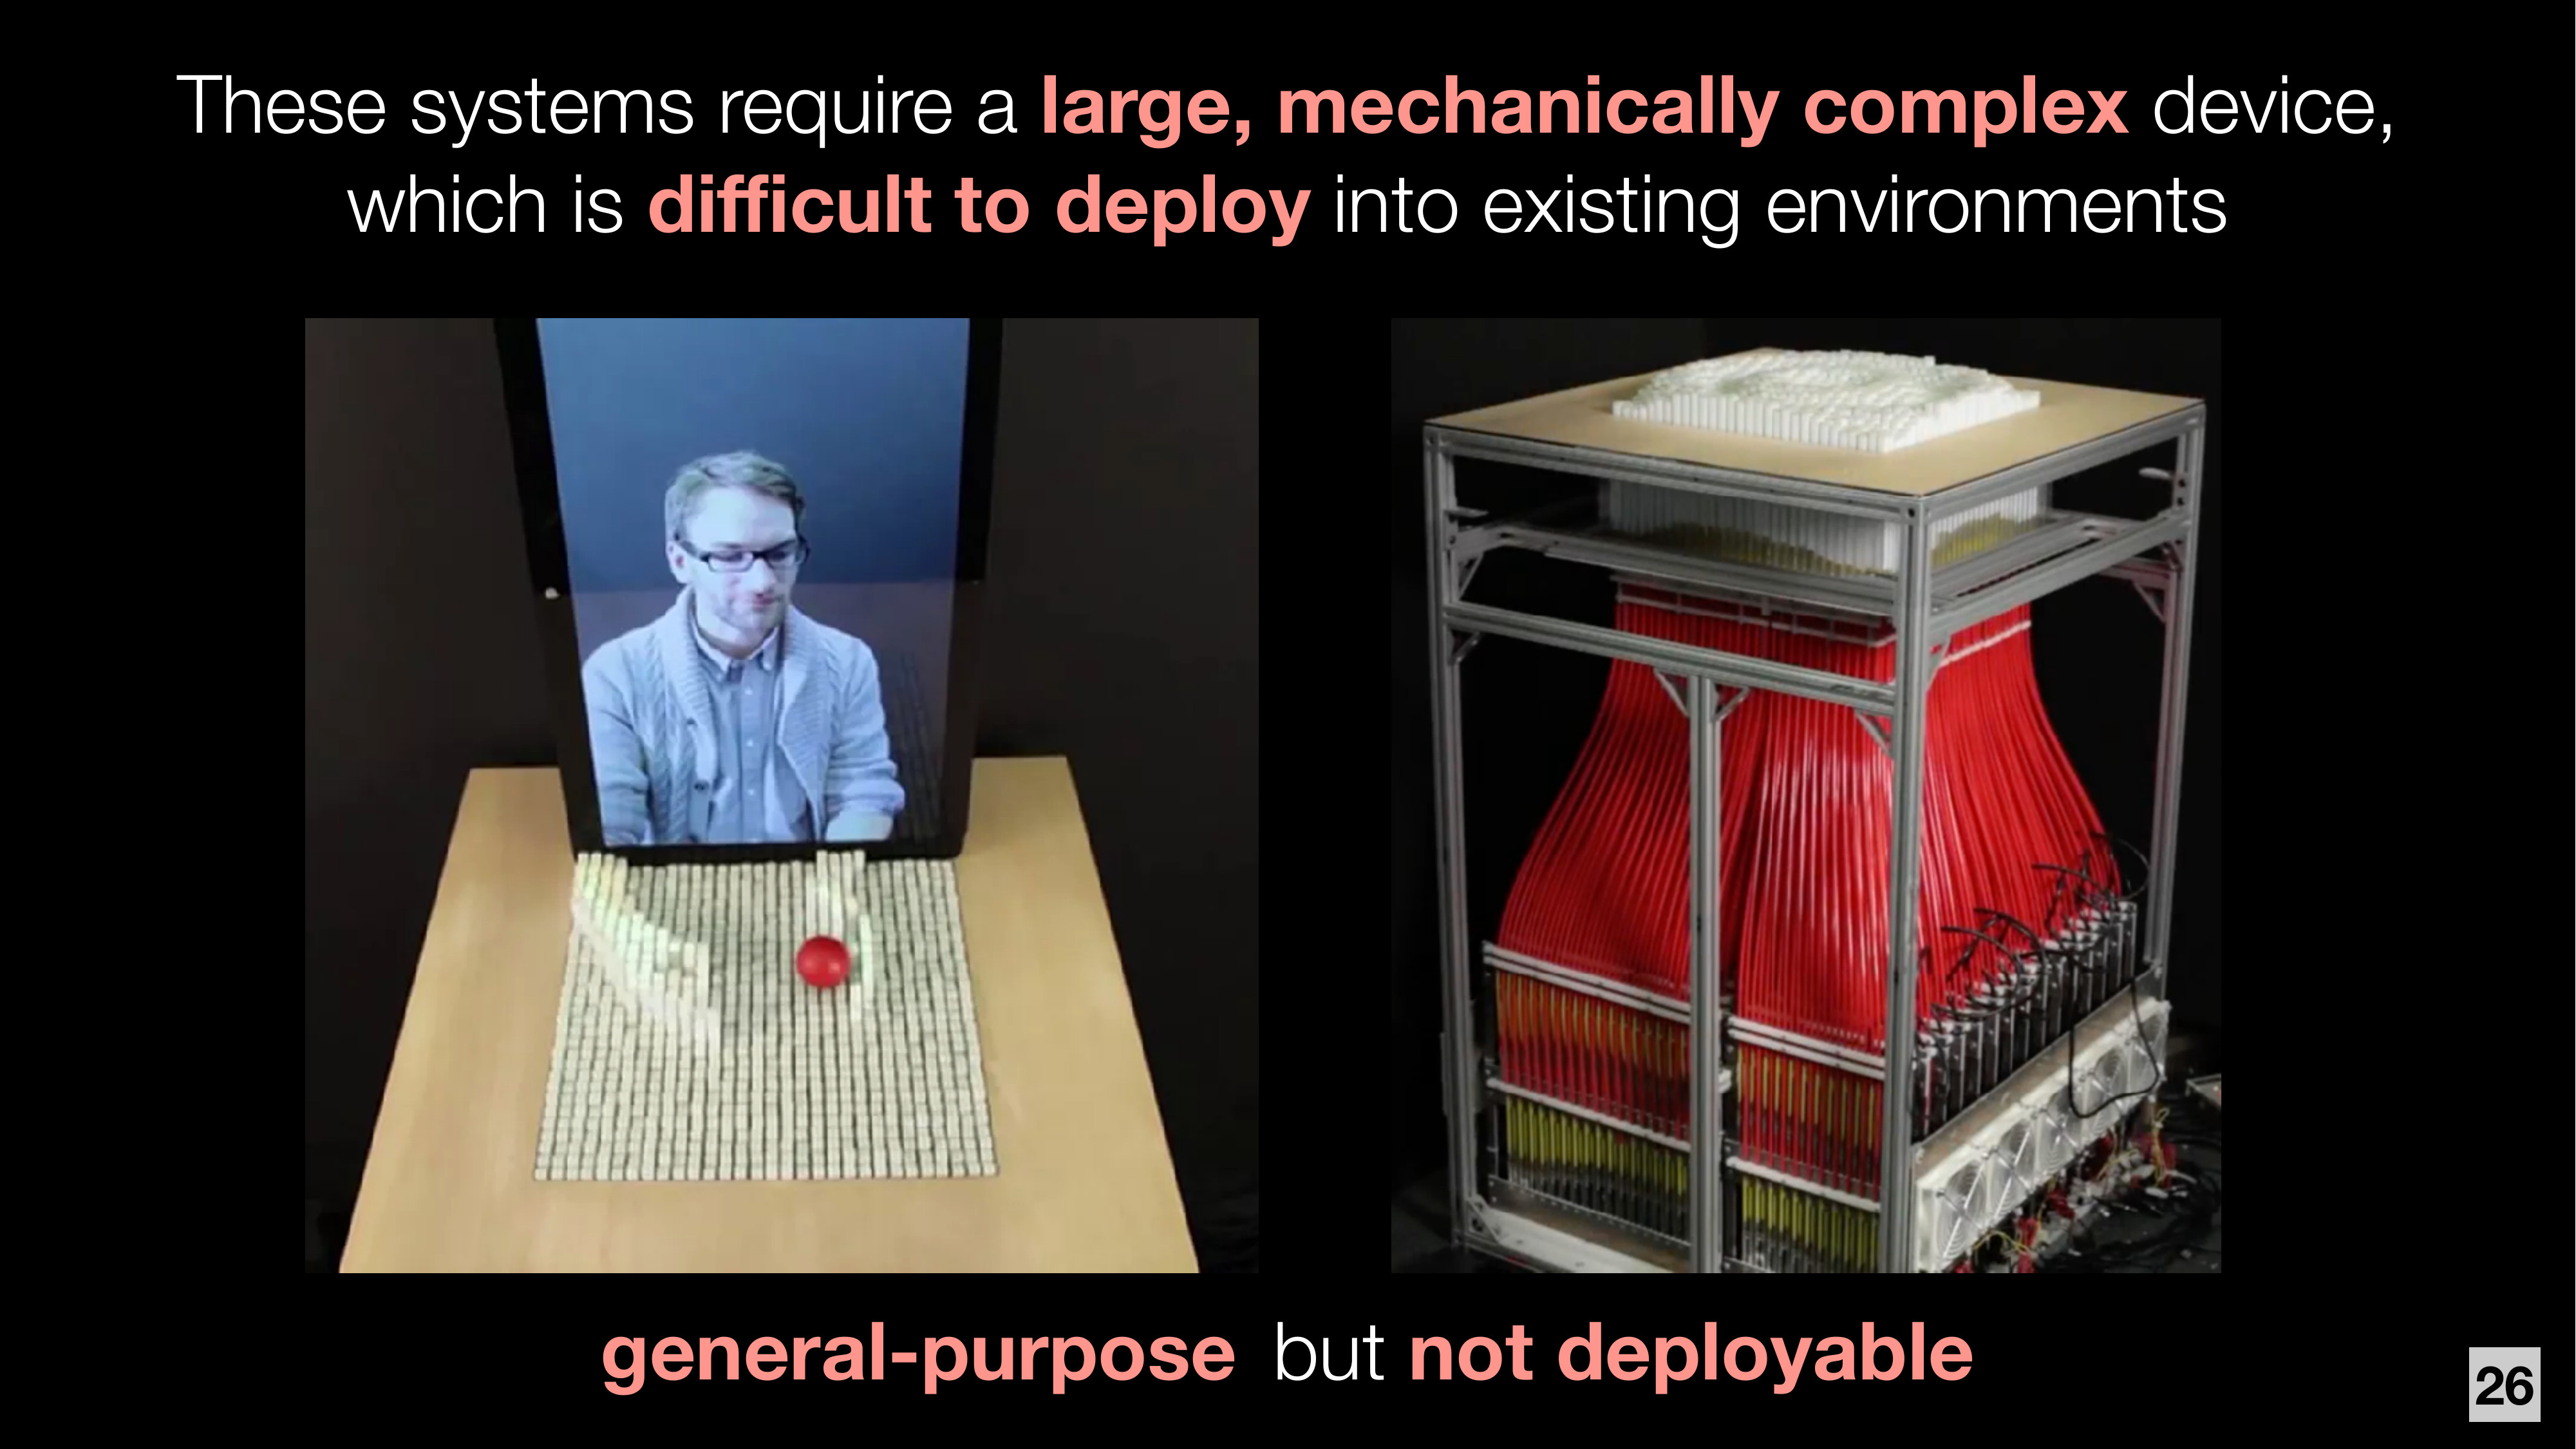 These systems require a large, mechanically complex device,
which is difficult to deploy into existing environments
general-purpose but not deployable
26